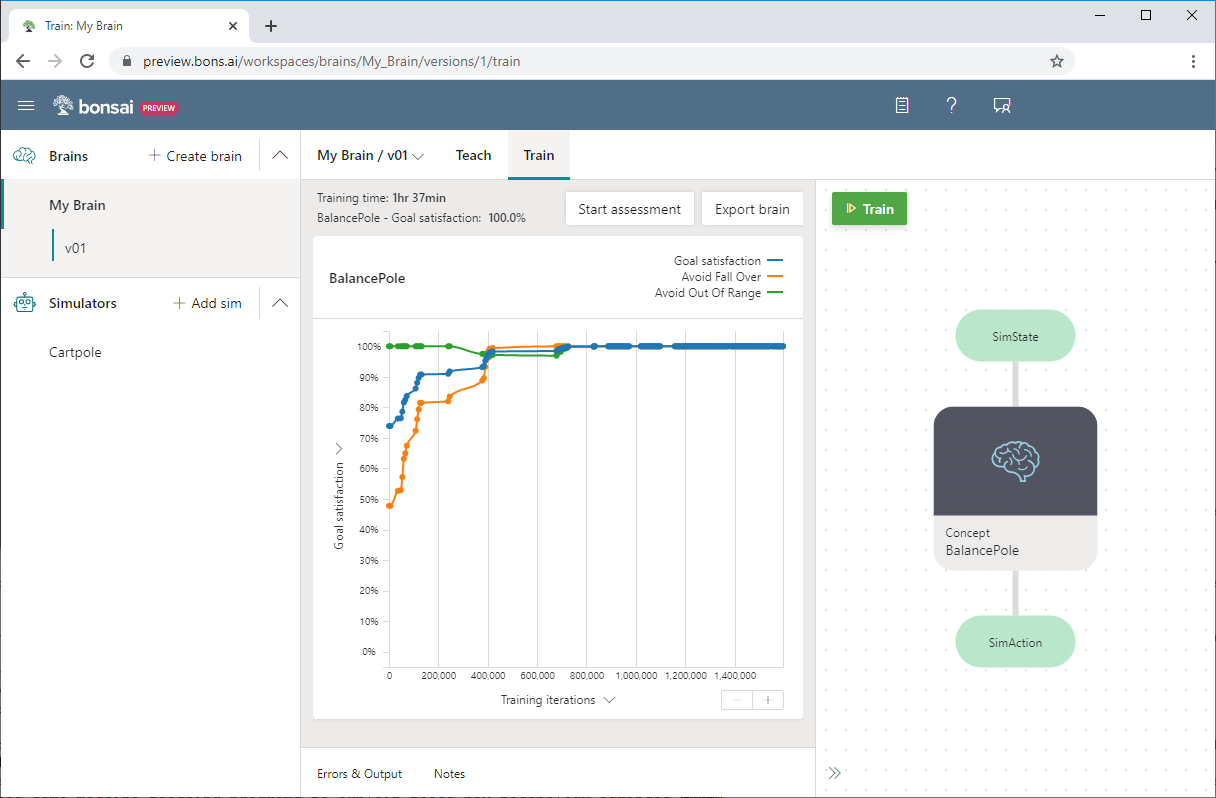 Train: My Brain
preview.bons.ai/workspaces/brains/My_Brain/versions/1/train
bonsai PREVIEW
?
Brains
+ Create brain
My Brain / v01
Teach
Train
My Brain
v01
Simulators
+ Add sim
Cartpole
Training time: 1hr 37min
BalancePole - Goal satisfaction: 100.0%
Start assessment
Export brain
BalancePole
Goal satisfaction
Avoid Fall Over
Avoid Out Of Range
100%
90%
80%
70%
60%
50%
40%
30%
20%
10%
0%
Goal satisfaction
0 200,000 400,000 600,000 800,000 1,000,000 1,200,000 1,400,000
Training iterations
Errors & Output
Notes
Train
SimState
Concept
BalancePole
SimAction